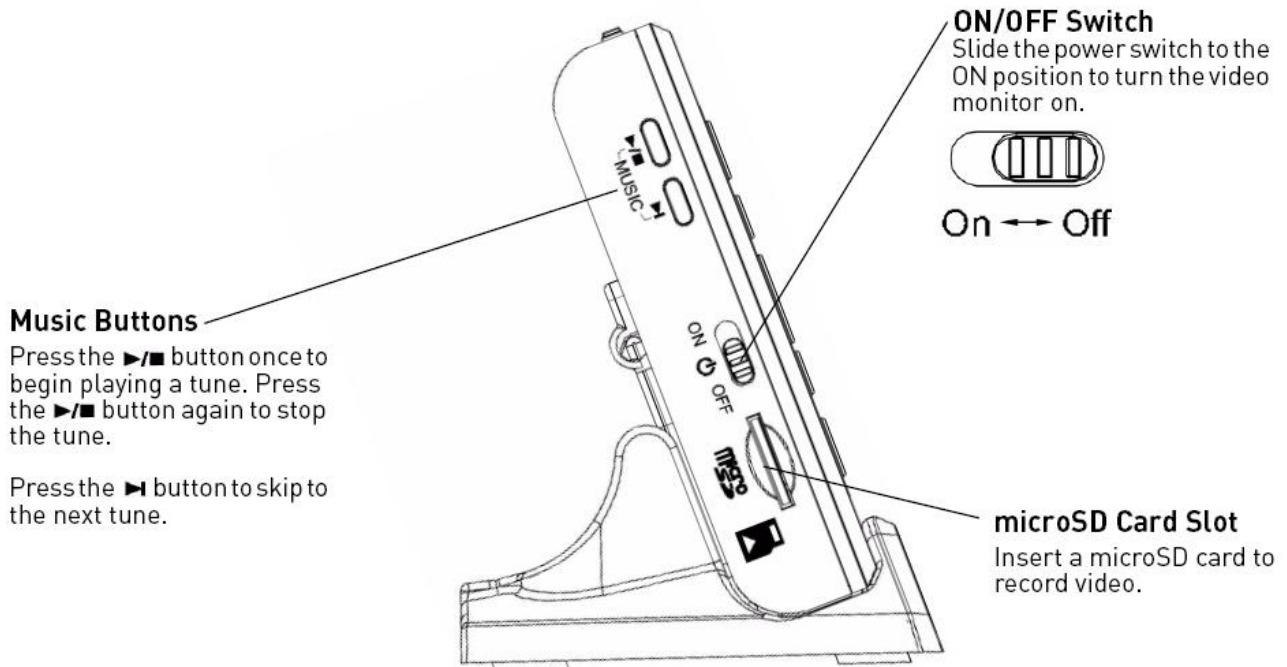 ON/OFF Switch
Slide the power switch to the
ON position to turn the video
monitor on.
On ↔ Off
▶/■
MUSIC
▶|
Music Buttons
Press the ▶/■ button once to
begin playing a tune. Press
the ▶/■ button again to stop
the tune.
Press the ▶| button to skip to
the next tune.
ON
OFF
micro
SD
microSD Card Slot
Insert a microSD card to
record video.